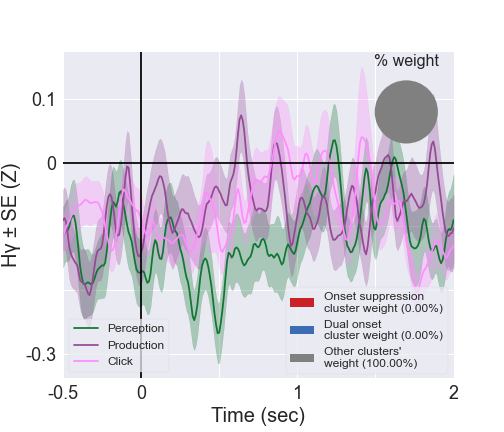 % weight
0.1
0
-0.3
Hγ ± SE (Z)
Perception
Production
Click
Onset suppression
cluster weight (0.00%)
Dual onset
cluster weight (0.00%)
Other clusters'
weight (100.00%)
-0.5
0
1
2
Time (sec)